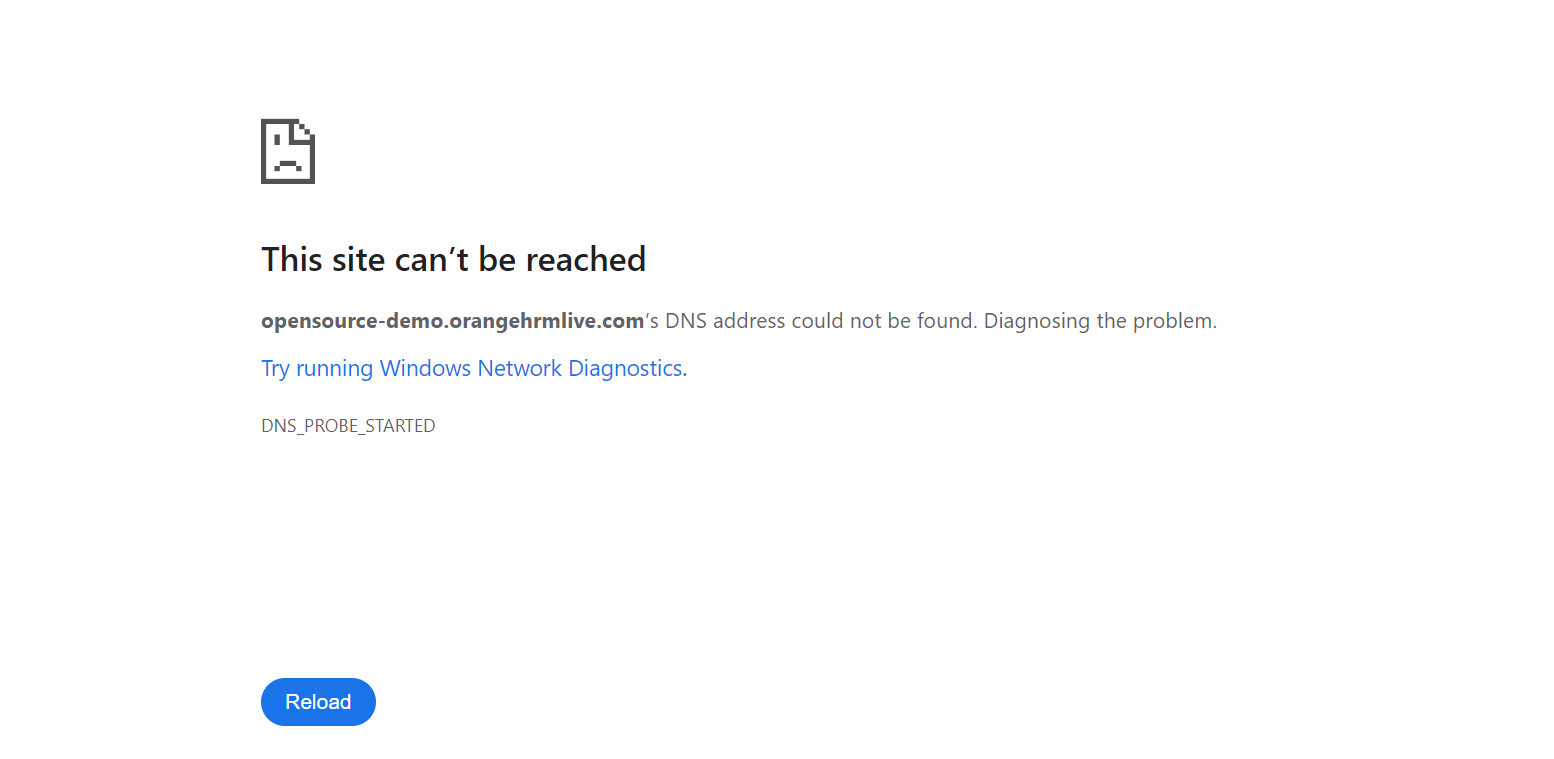 This site can’t be reached
opensource-demo.orangehrmlive.com’s DNS address could not be found. Diagnosing the problem.
Try running Windows Network Diagnostics.
DNS_PROBE_STARTED
Reload